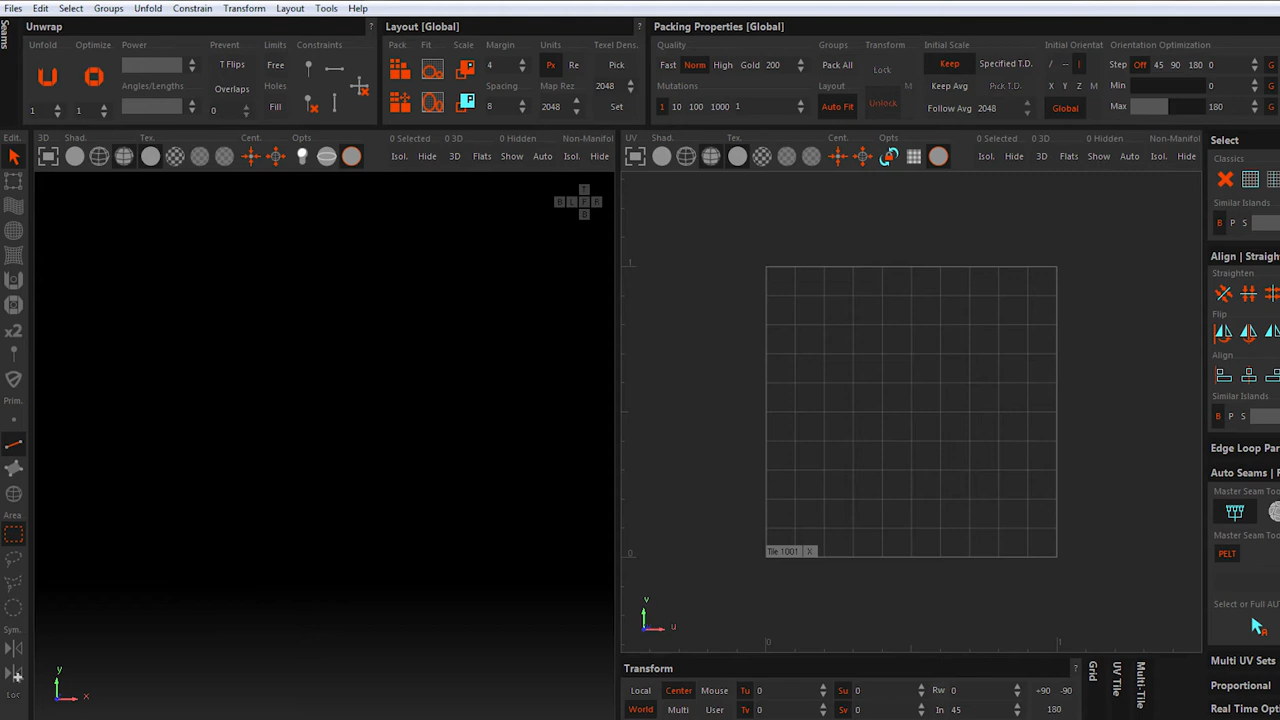 Files Edit Select Groups Unfold Constrain Transform Layout Tools Help
Seams
Unwrap ?
Unfold Optimize Power Prevent Limits Constraints
T Flips Free
Angles/Lengths Overlaps Holes
1 1 0 Fill
Layout [Global] ?
Pack Fit Scale Margin Units Texel Dens.
4 Px Re Pick
Spacing Map Rez 2048
8 2048 Set
Packing Properties [Global]
Quality Groups Transform Initial Scale Initial Orientat Orientation Optimization
Fast Norm High Gold 200 Pack All Lock Keep Specified T.D. / -- I Step Off 45 90 180 0 G
Mutations Layout M Keep Avg Pick T.D. X Y Z M Min 0
1 10 100 1000 1 Auto Fit Unlock Follow Avg 2048 Global Max 180 G
Edit.
3D Shad. Tex. Cent. Opts 0 Selected 0 3D 0 Hidden Non-Manifol
Isol. Hide 3D Flats Show Auto Isol. Hide
T
B L F R
B
x2
Prim.
Area
Sym.
Loc
y
x
UV Shad. Tex. Cent. Opts 0 Selected 0 3D 0 Hidden Non-Manifol
Isol. Hide 3D Flats Show Auto Isol. Hide
1
0
Tile 1001 X
v
u
0 1
Select
Classics
Similar Islands
B P S
Align | Straigh
Straighten
Flip
Align
Similar Islands
B P S
Edge Loop Par
Auto Seams | P
Master Seam Too
Master Seam Too
PELT
Select or Full AU
Multi UV Sets
Proportional
Real Time Opti
Transform ?
Local Center Mouse Tu 0 Su 0 Rw 0 +90 -90
World Multi User Tv 0 Sv 0 In 45 180
Grid
UV Tile
Multi-Tile